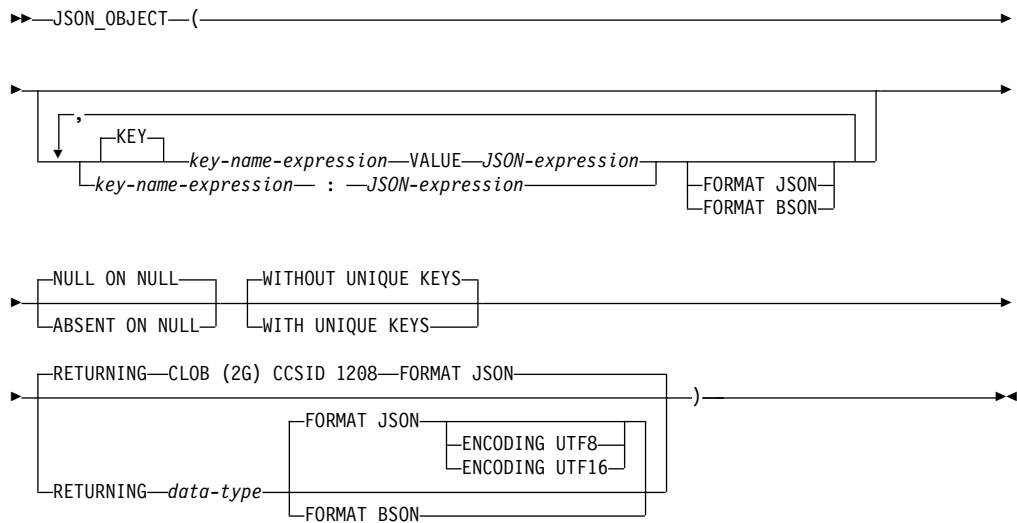 JSON_OBJECT (
,
KEY
key-name-expression VALUE JSON-expression
key-name-expression : JSON-expression
FORMAT JSON
FORMAT BSON
NULL ON NULL WITHOUT UNIQUE KEYS
ABSENT ON NULL WITH UNIQUE KEYS
RETURNING CLOB (2G) CCSID 1208 FORMAT JSON
)
FORMAT JSON
ENCODING UTF8
ENCODING UTF16
RETURNING data-type
FORMAT BSON